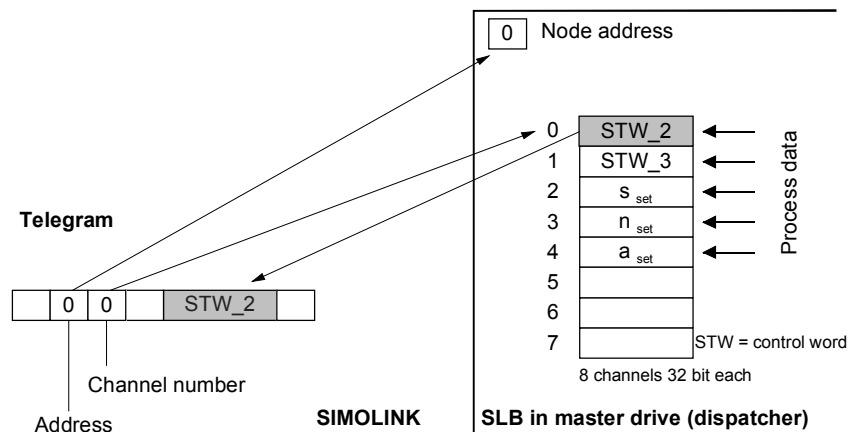 0 Node address
0 STW_2
1 STW_3
2 s set
3 n set
4 a set
5
6
7
Process data
STW = control word
8 channels 32 bit each
Telegram
0 0 STW_2
Channel number
Address
SIMOLINK
SLB in master drive (dispatcher)